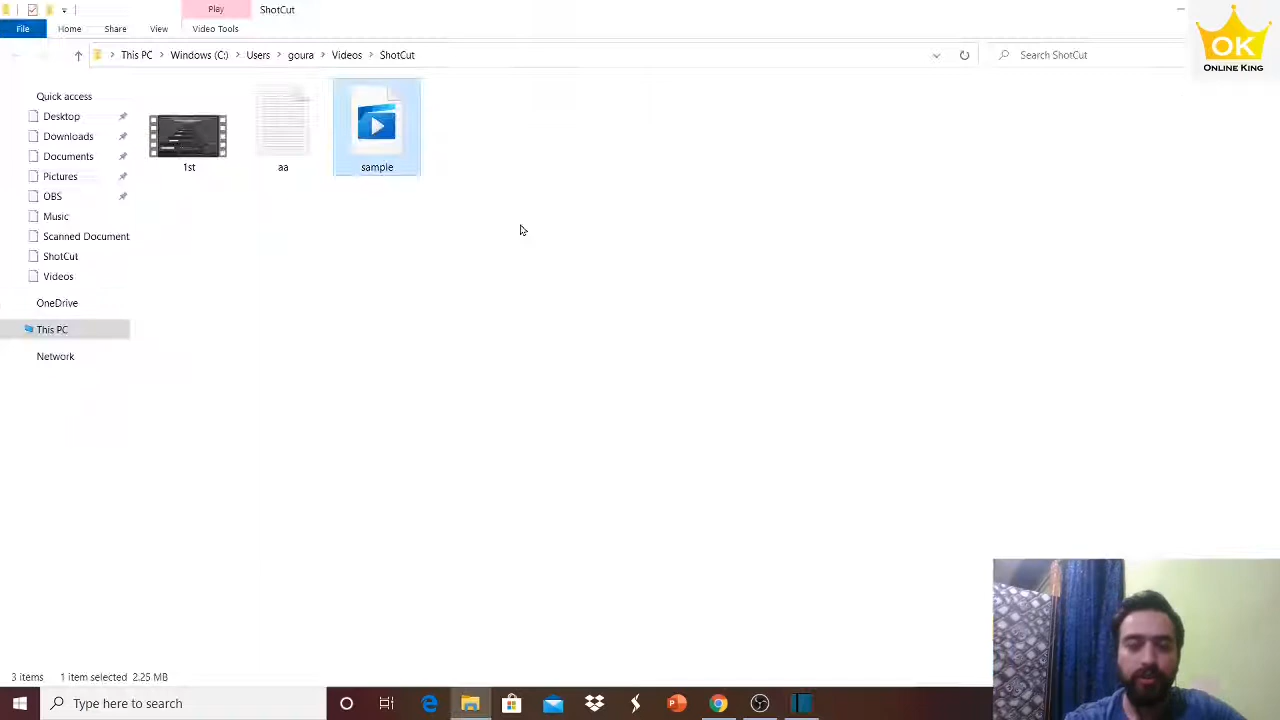 Play
ShotCut
File
Home
Share
View
Video Tools
This PC
Windows (C:)
Users
goura
Videos
ShotCut
Search ShotCut
OK
ONLINE KING
Quick access
Desktop
Downloads
Documents
Pictures
OBS
Music
Scanned Document
ShotCut
Videos
OneDrive
This PC
Network
1st
aa
sample
3 items
1 item selected 2.25 MB
Type here to search